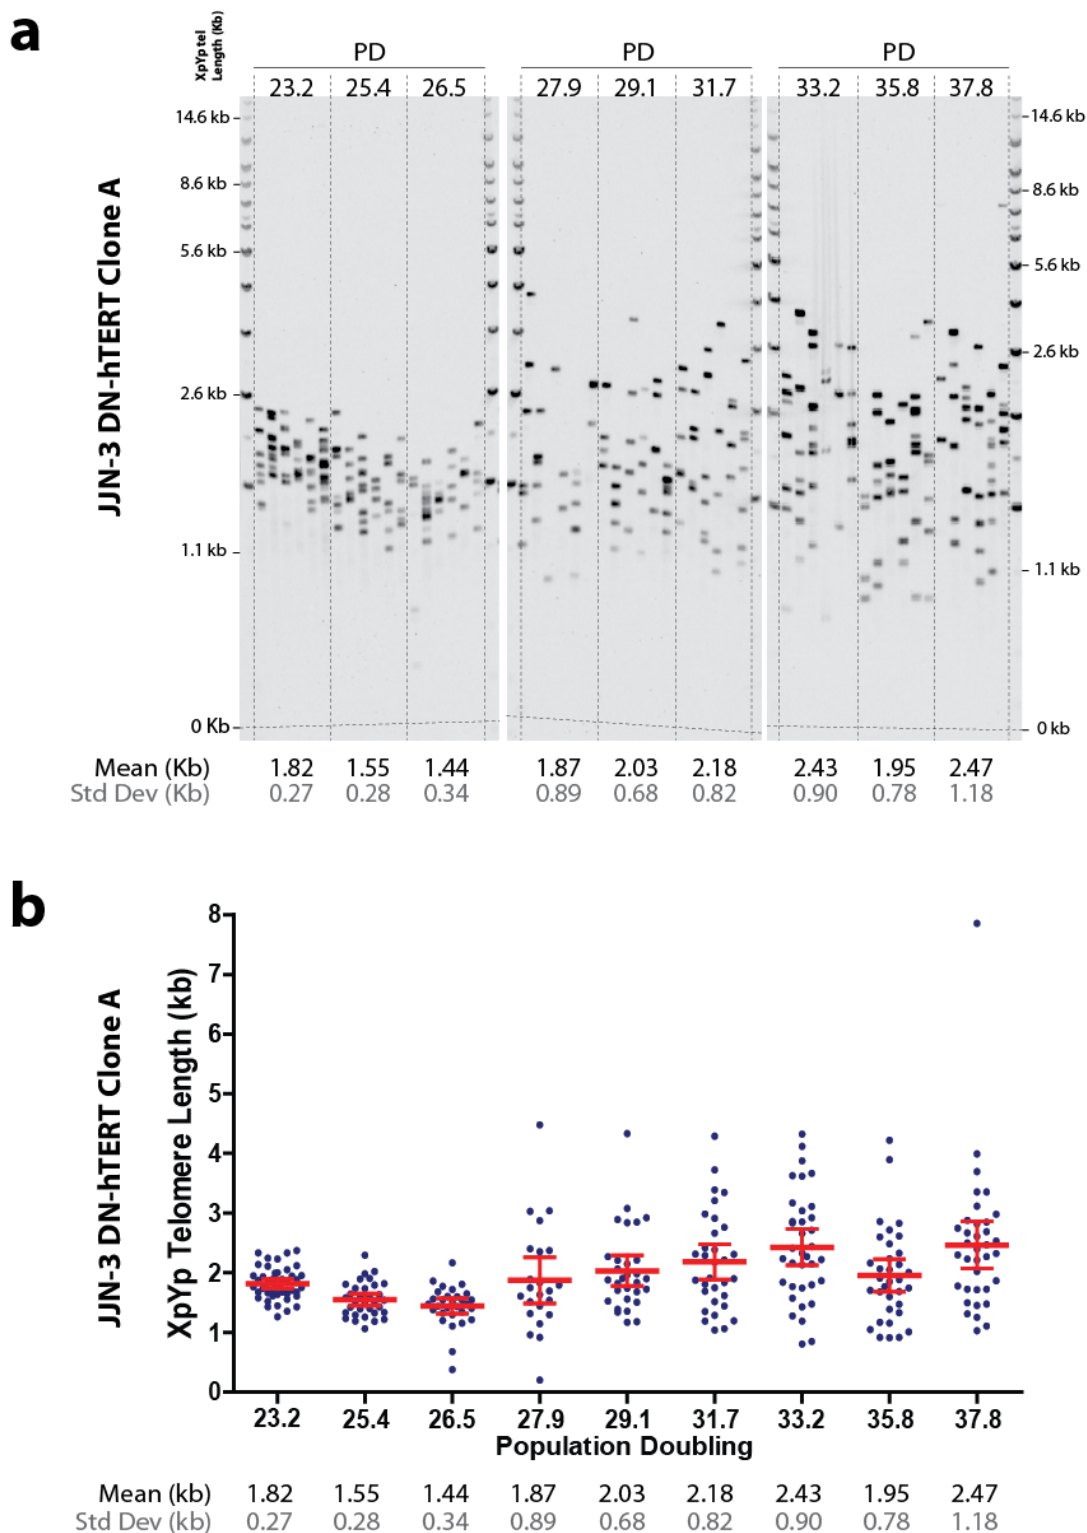 a
XpYp tel
Length (Kb)
PD PD PD
23.2 25.4 26.5 27.9 29.1 31.7 33.2 35.8 37.8
JJN-3 DN-hTERT Clone A
14.6 kb
8.6 kb
5.6 kb
2.6 kb
1.1 kb
0 Kb
14.6 kb
8.6 kb
5.6 kb
2.6 kb
1.1 kb
0 kb
Mean (Kb) 1.82 1.55 1.44 1.87 2.03 2.18 2.43 1.95 2.47
Std Dev (Kb) 0.27 0.28 0.34 0.89 0.68 0.82 0.90 0.78 1.18
b
JJN-3 DN-hTERT Clone A
XpYp Telomere Length (kb)
8
7
6
5
4
3
2
1
0
23.2 25.4 26.5 27.9 29.1 31.7 33.2 35.8 37.8
Population Doubling
Mean (kb) 1.82 1.55 1.44 1.87 2.03 2.18 2.43 1.95 2.47
Std Dev (kb) 0.27 0.28 0.34 0.89 0.68 0.82 0.90 0.78 1.18